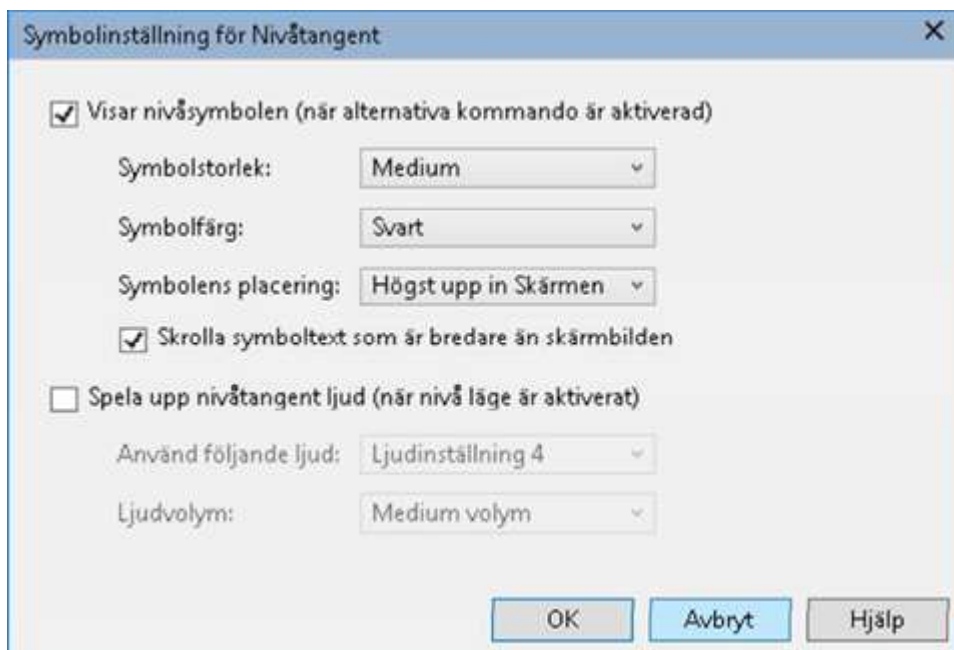 Symbolinställning för Nivåtangent
Visar nivåsymbolen (när alternativa kommando är aktiverad)
Symbolstorlek: Medium
Symbolfärg: Svart
Symbolens placering: Högst upp in Skärmen
Skrolla symboltext som är bredare än skärmbilden
Spela upp nivåtangent ljud (när nivå läge är aktiverat)
Använd följande ljud: Ljudinställning 4
Ljudvolym: Medium volym
OK Avbryt Hjälp